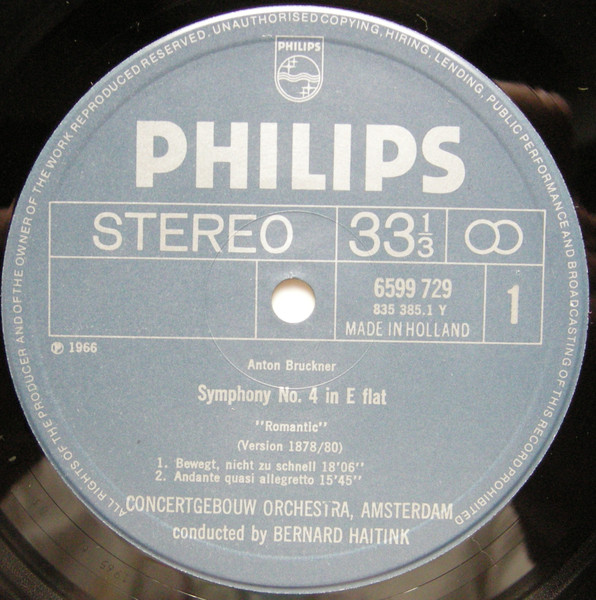 ALL RIGHTS OF THE PRODUCER AND OF THE OWNER OF THE WORK REPRODUCED RESERVED. UNAUTHORISED COPYING, HIRING, LENDING, PUBLIC PERFORMANCE AND BROADCASTING OF THIS RECORD PROHIBITED
PHILIPS
PHILIPS
STEREO 33 1/3
6599 729
835 385.1 Y
MADE IN HOLLAND
1
℗ 1966
Anton Bruckner
Symphony No. 4 in E flat
"Romantic"
(Version 1878/80)
1. Bewegt, nicht zu schnell 18'06"
2. Andante quasi allegretto 15'45"
CONCERTGEBOUW ORCHESTRA, AMSTERDAM
conducted by BERNARD HAITINK